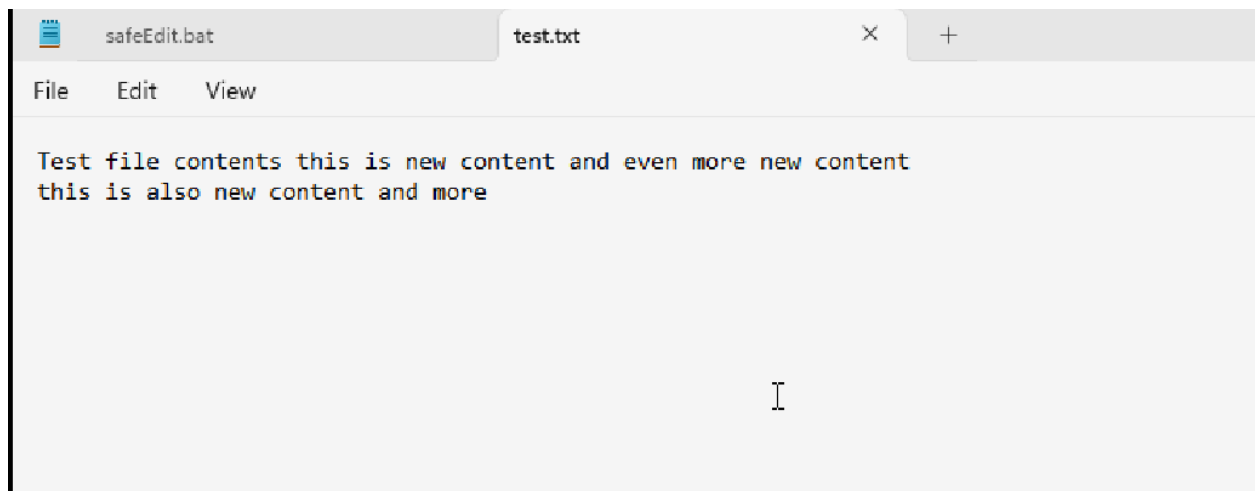 safeEdit.bat test.txt
File Edit View
Test file contents this is new content and even more new content
this is also new content and more